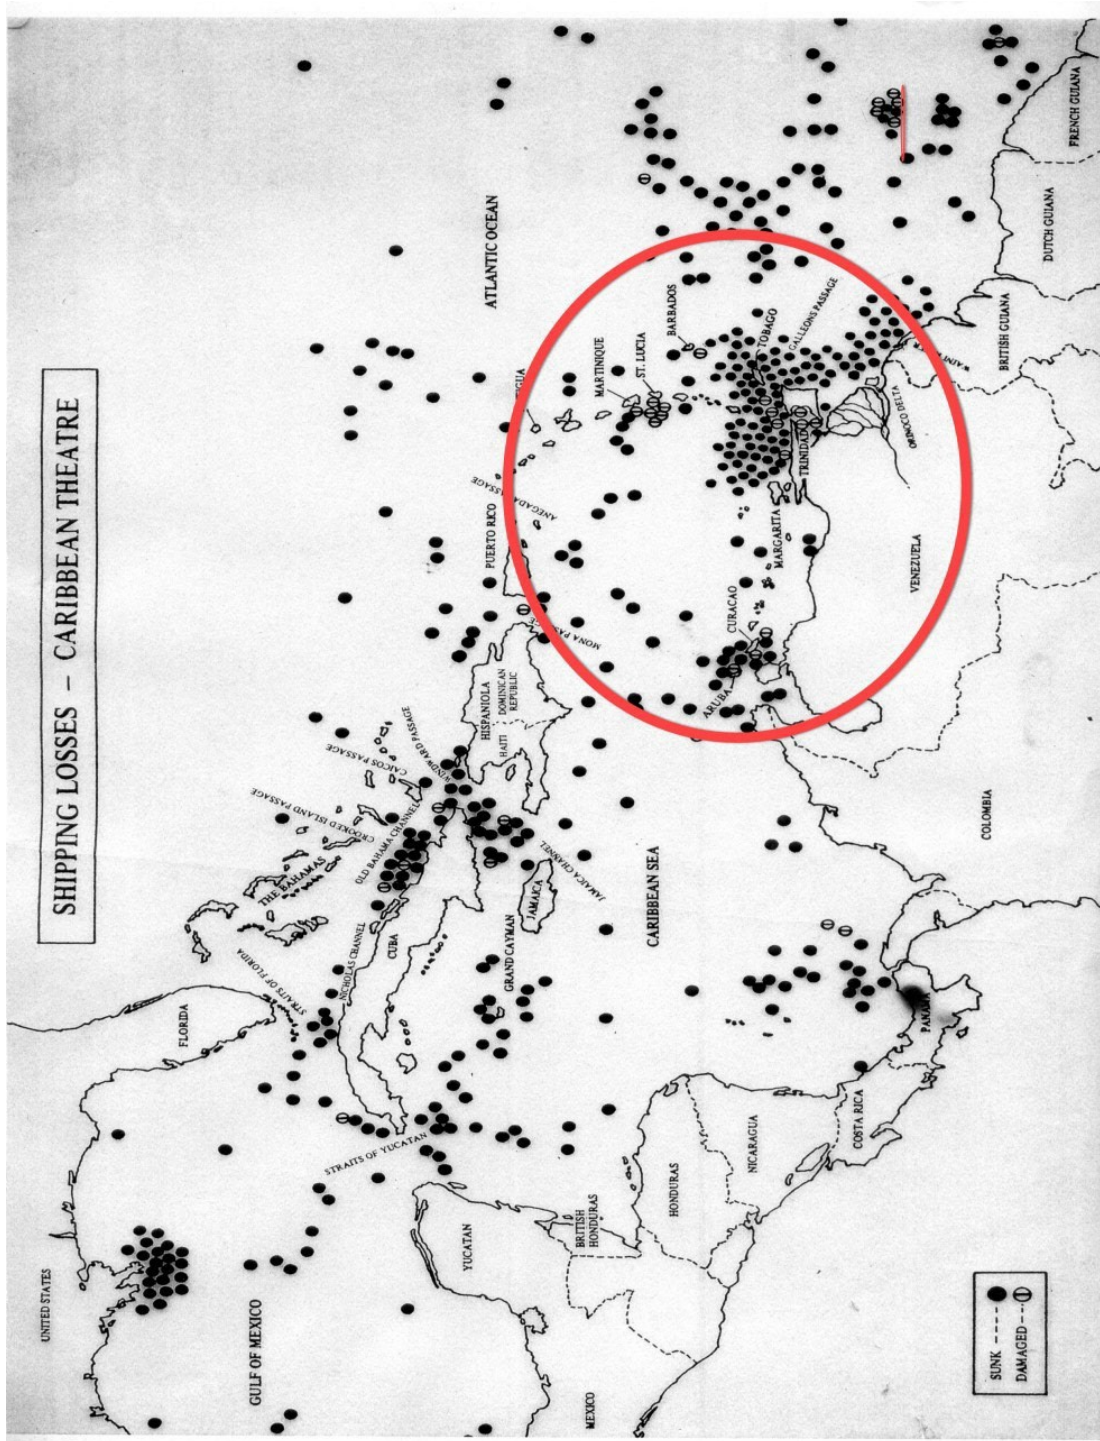 SHIPPING LOSSES – CARIBBEAN THEATRE
UNITED STATES
GULF OF MEXICO
FLORIDA
STRAITS OF FLORIDA
THE BAHAMAS
NICHOLAS CHANNEL
OLD BAHAMA CHANNEL
CROOKED ISLAND PASSAGE
CAICOS PASSAGE
WINDWARD PASSAGE
CUBA
STRAITS OF YUCATAN
YUCATAN
MEXICO
BRITISH
HONDURAS
HONDURAS
NICARAGUA
COSTA RICA
PANAMA
GRAND CAYMAN
JAMAICA
JAMAICA CHANNEL
CARIBBEAN SEA
HISPANIOLA
HAITI
DOMINICAN
REPUBLIC
MONA PASSAGE
PUERTO RICO
ANEGADA PASSAGE
ATLANTIC OCEAN
GUA
MARTINIQUE
ST. LUCIA
BARBADOS
TOBAGO
GALLEONS PASSAGE
TRINIDAD
MARGARITA
CURACAO
ARUBA
ORINOCO DELTA
VENEZUELA
COLOMBIA
BRITISH GUIANA
DUTCH GUIANA
FRENCH GUIANA
SUNK -----
DAMAGED ---